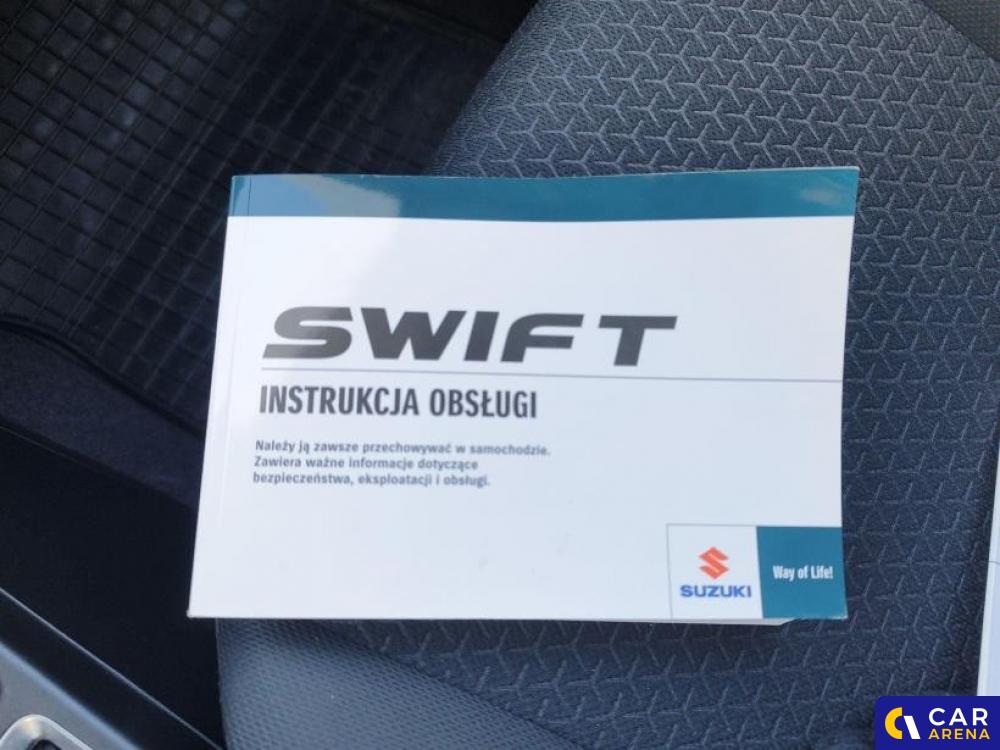 SWIFT
INSTRUKCJA OBSŁUGI
Należy ją zawsze przechowywać w samochodzie.
Zawiera ważne informacje dotyczące
bezpieczeństwa, eksploatacji i obsługi.
SUZUKI
Way of Life!
CAR
ARENA